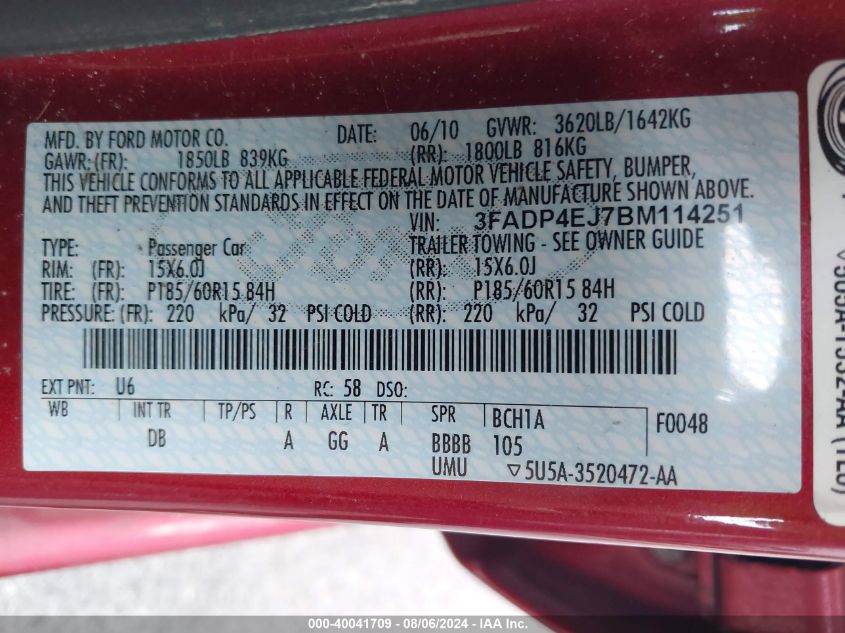 MFD. BY FORD MOTOR CO. DATE: 06/10 GVWR: 3620LB/1642KG
GAWR:(FR): 1850LB 839KG (RR): 1800LB 816KG
THIS VEHICLE CONFORMS TO ALL APPLICABLE FEDERAL MOTOR VEHICLE SAFETY, BUMPER,
AND THEFT PREVENTION STANDARDS IN EFFECT ON THE DATE OF MANUFACTURE SHOWN ABOVE.
VIN: 3FADP4EJ7BM114251
TYPE: Passenger Car TRAILER TOWING - SEE OWNER GUIDE
RIM: (FR): 15X6.0J (RR): 15X6.0J
TIRE: (FR): P185/60R15 84H (RR): P185/60R15 84H
PRESSURE:(FR): 220 kPa/ 32 PSI COLD (RR): 220 kPa/ 32 PSI COLD
EXT PNT: U6 RC: 58 DSO:
WB INT TR TP/PS R AXLE TR SPR BCH1A F0048
DB A GG A BBBB 105
UMU ▽5U5A-3520472-AA
000-40041709 - 08/06/2024 - IAAI.com